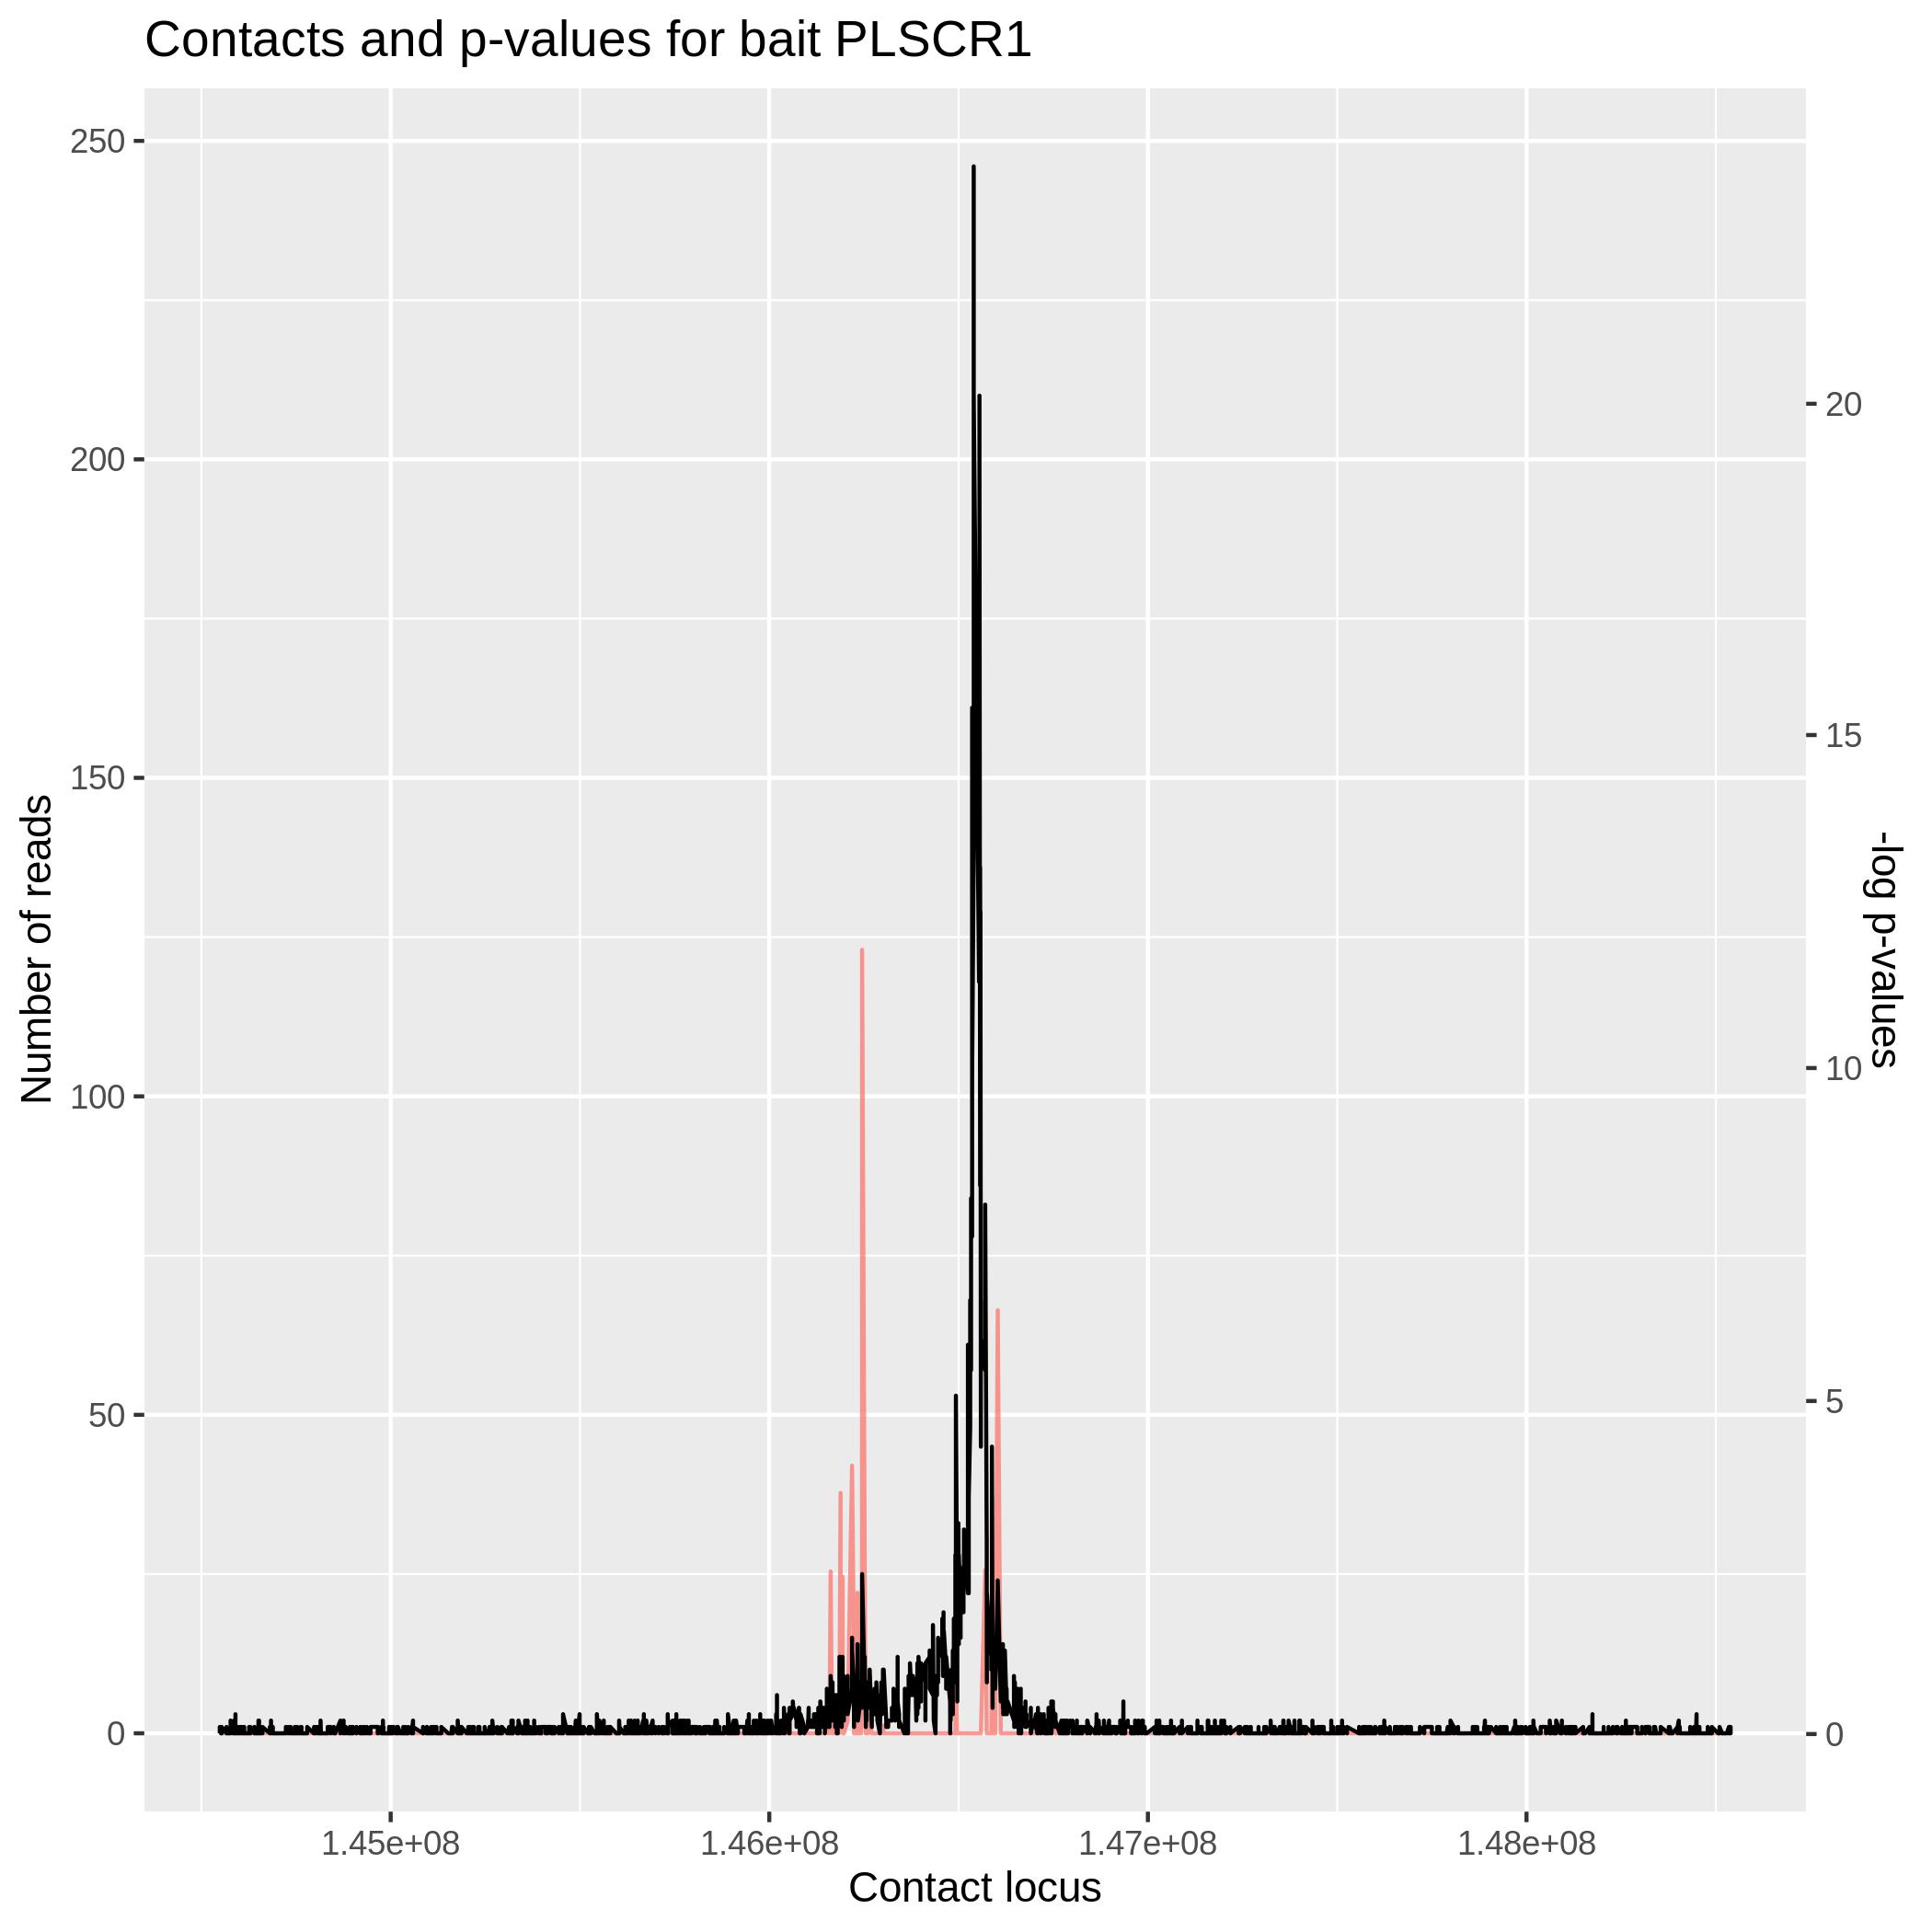 Contacts and p-values for bait PLSCR1
250
200
150
100
50
0
Number of reads
20
15
10
5
0
-log p-values
1.45e+08
1.46e+08
1.47e+08
1.48e+08
Contact locus